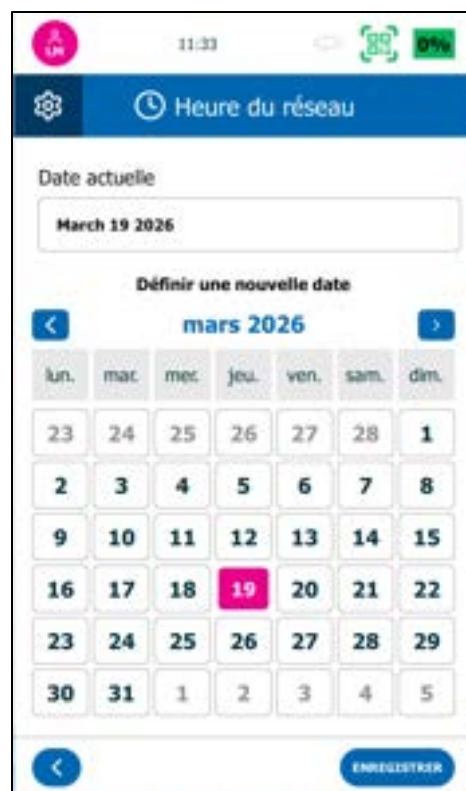 LM 11:33 0%
Heure du réseau
Date actuelle
March 19 2026
Définir une nouvelle date
mars 2026
lun. mar. mer. jeu. ven. sam. dim.
23 24 25 26 27 28 1
2 3 4 5 6 7 8
9 10 11 12 13 14 15
16 17 18 19 20 21 22
23 24 25 26 27 28 29
30 31 1 2 3 4 5
ENREGISTRER